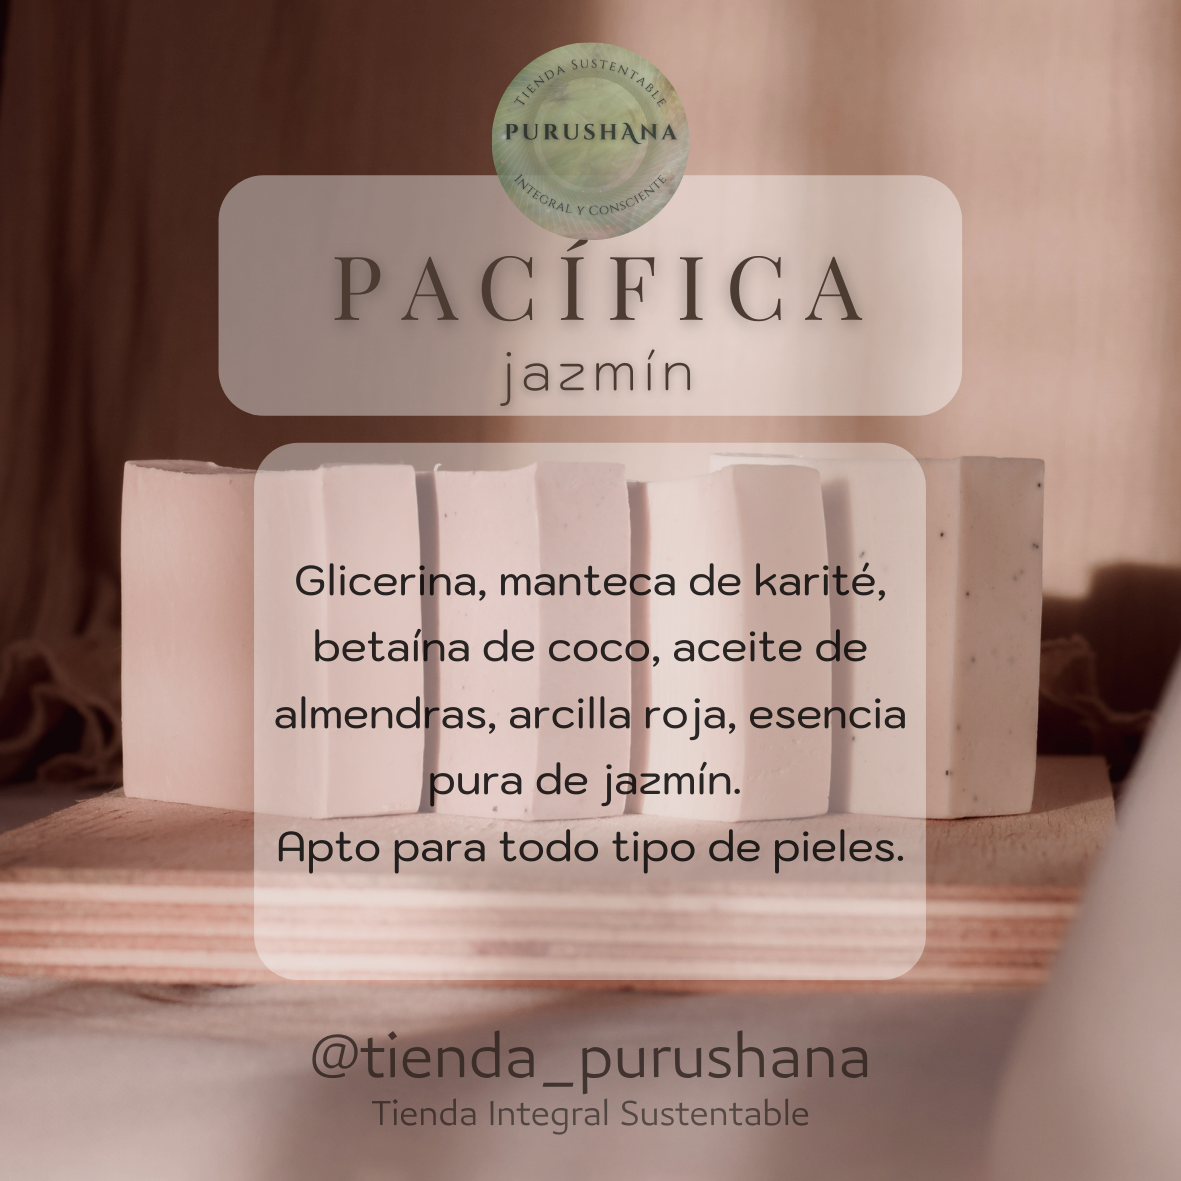 Tienda Sustentable
PURUSHANA
Integral y Consciente
PACÍFICA
jazmín
Glicerina, manteca de karité,
betaína de coco, aceite de
almendras, arcilla roja, esencia
pura de jazmín.
Apto para todo tipo de pieles.
@tienda_purushana
Tienda Integral Sustentable